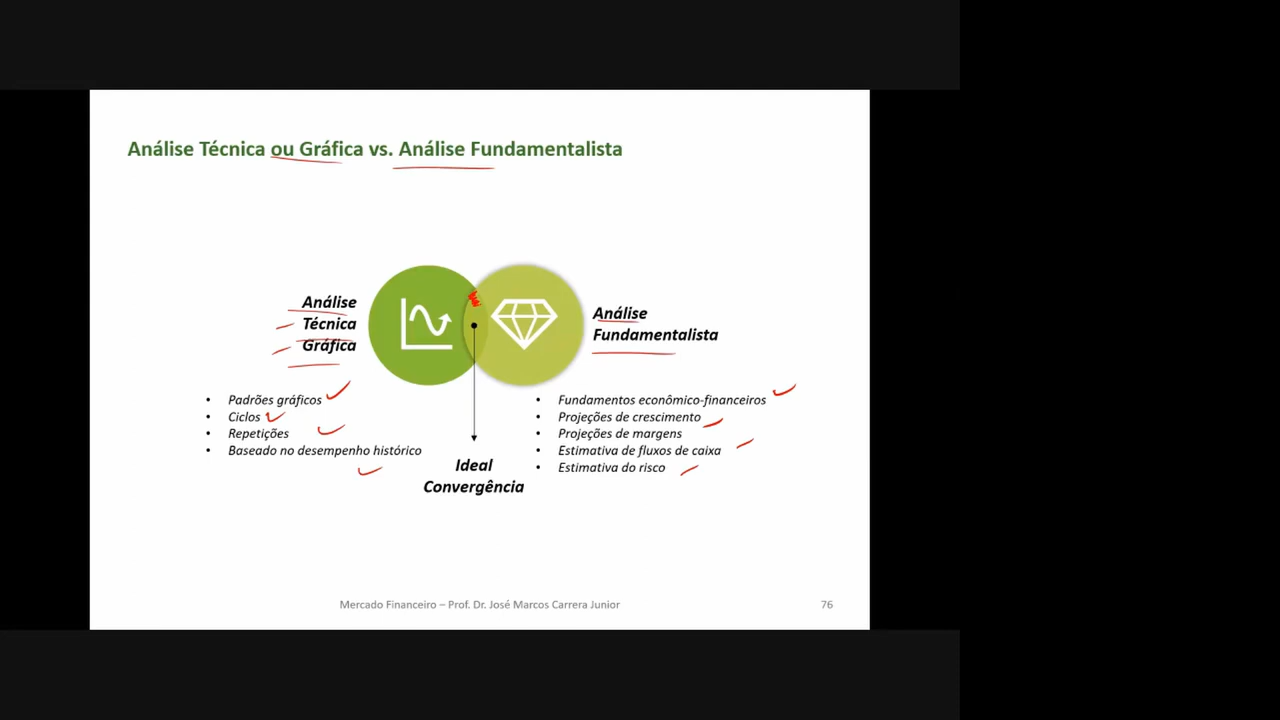 Análise Técnica ou Gráfica vs. Análise Fundamentalista
Análise
Técnica
Gráfica
• Padrões gráficos
• Ciclos
• Repetições
• Baseado no desempenho histórico
Ideal
Convergência
Análise
Fundamentalista
• Fundamentos econômico-financeiros
• Projeções de crescimento
• Projeções de margens
• Estimativa de fluxos de caixa
• Estimativa do risco
Mercado Financeiro – Prof. Dr. José Marcos Carrera Junior
76